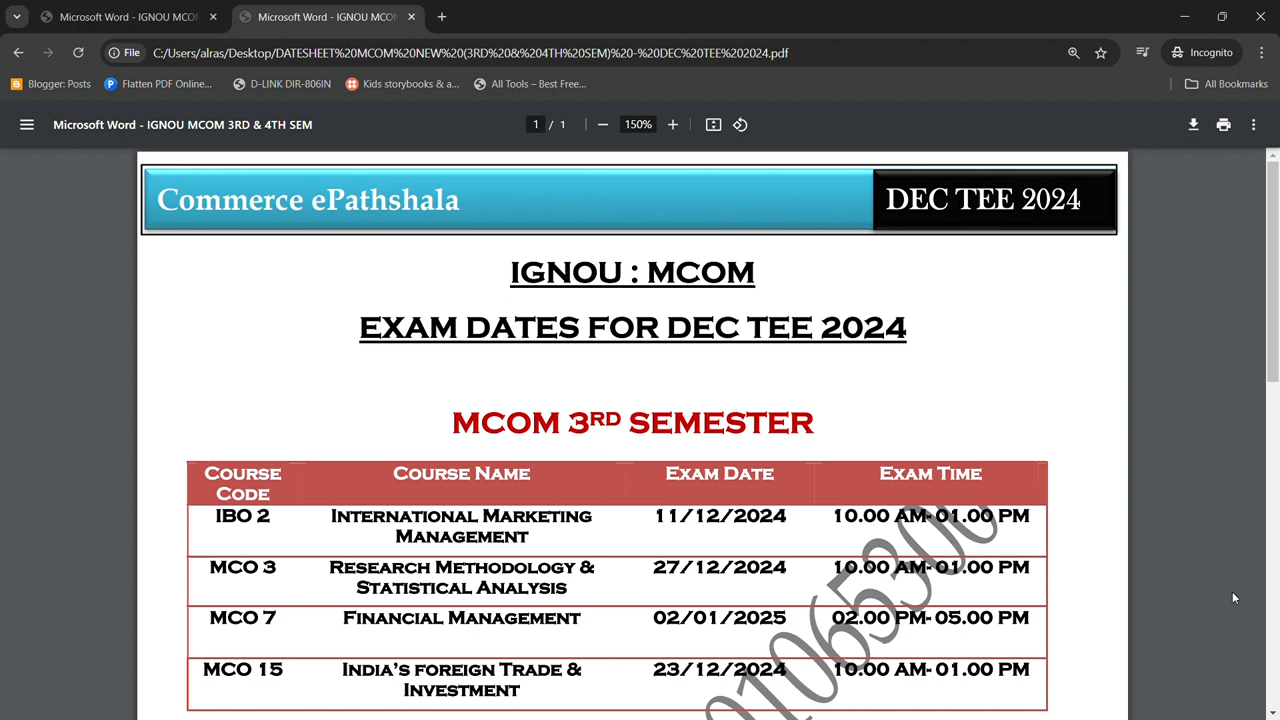 Microsoft Word - IGNOU MCO
Microsoft Word - IGNOU MCO
File
C:/Users/alras/Desktop/DATESHEET%20MCOM%20NEW%20(3RD%20&%204TH%20SEM)%20-%20DEC%20TEE%202024.pdf
Incognito
Blogger: Posts
Flatten PDF Online...
D-LINK DIR-806IN
Kids storybooks & a...
All Tools – Best Free...
All Bookmarks
Microsoft Word - IGNOU MCOM 3RD & 4TH SEM
1 / 1
150%
Commerce ePathshala
DEC TEE 2024
IGNOU : MCOM
EXAM DATES FOR DEC TEE 2024
MCOM 3RD SEMESTER
COURSE CODE COURSE NAME EXAM DATE EXAM TIME
IBO 2 INTERNATIONAL MARKETING MANAGEMENT 11/12/2024 10.00 AM- 01.00 PM
MCO 3 RESEARCH METHODOLOGY & STATISTICAL ANALYSIS 27/12/2024 10.00 AM- 01.00 PM
MCO 7 FINANCIAL MANAGEMENT 02/01/2025 02.00 PM- 05.00 PM
MCO 15 INDIA'S FOREIGN TRADE & INVESTMENT 23/12/2024 10.00 AM- 01.00 PM